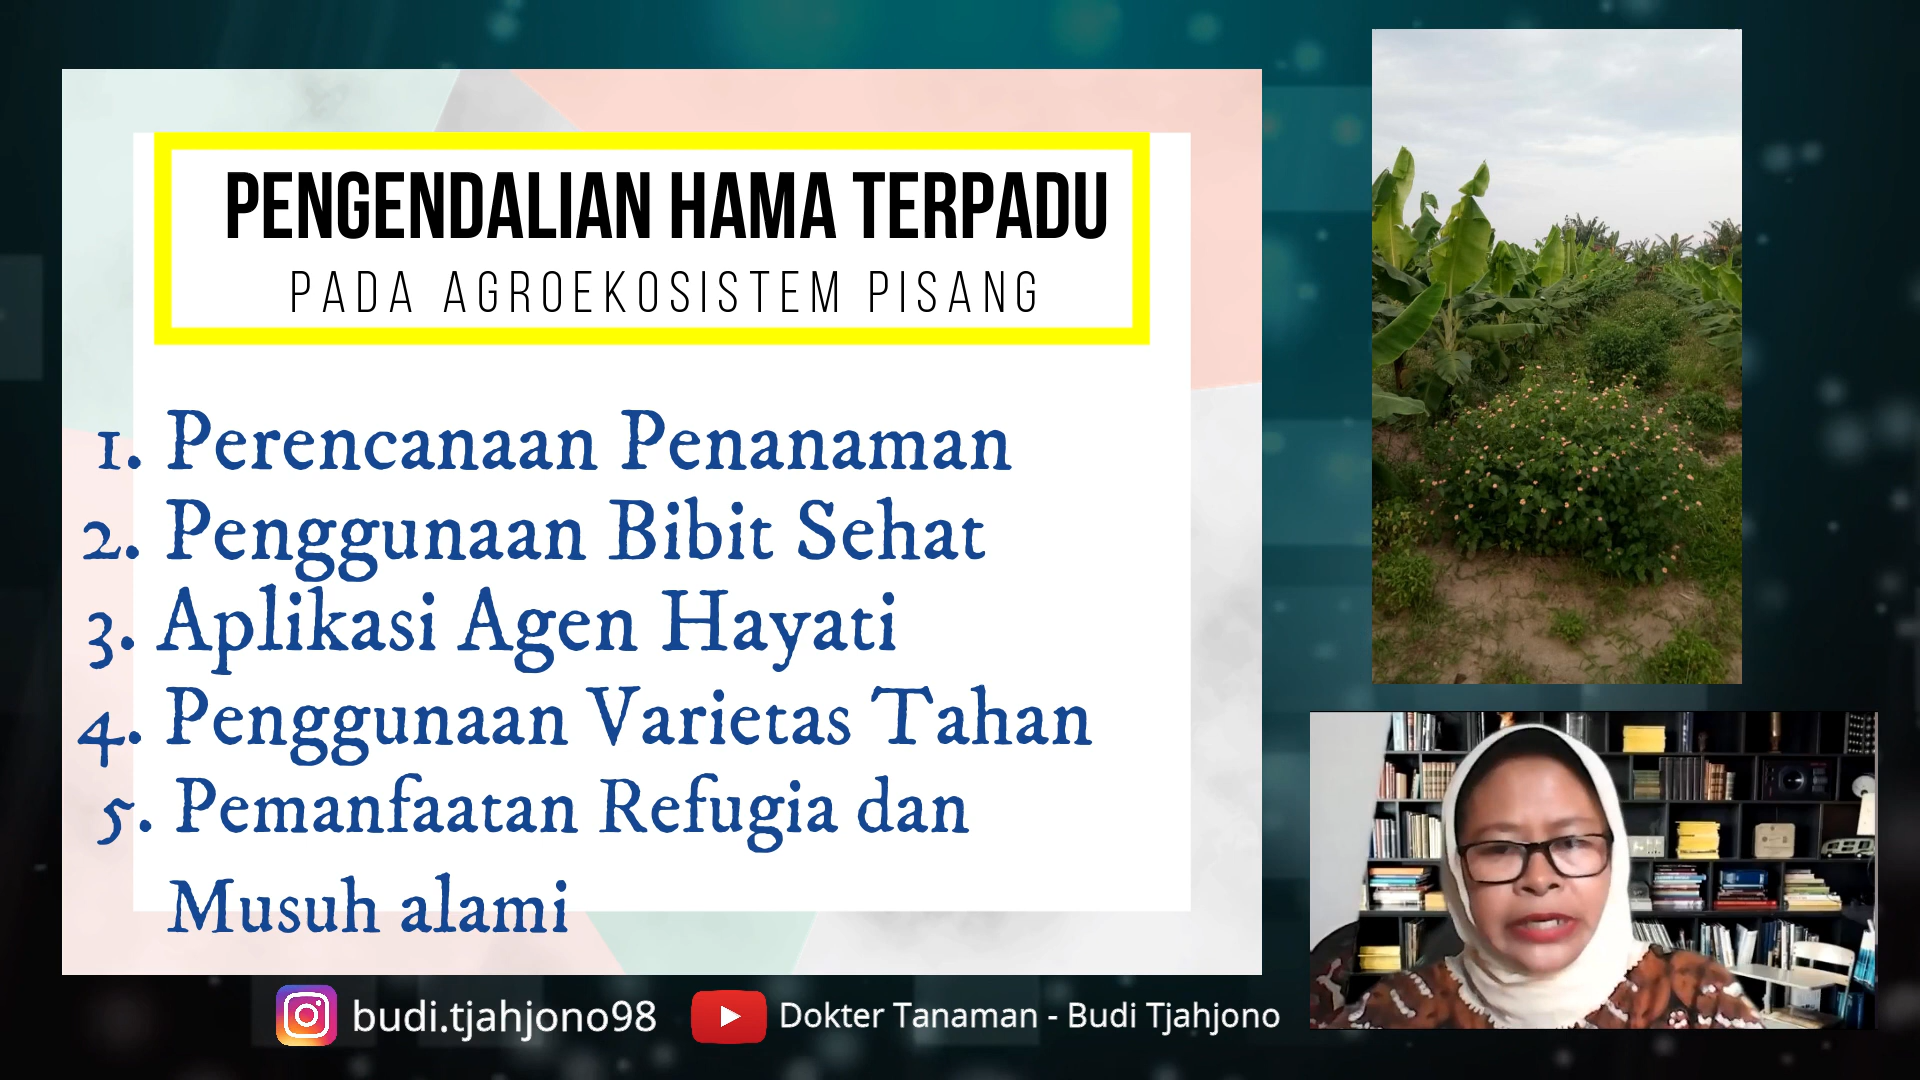 PENGENDALIAN HAMA TERPADU
PADA AGROEKOSISTEM PISANG
1. Perencanaan Penanaman
2. Penggunaan Bibit Sehat
3. Aplikasi Agen Hayati
4. Penggunaan Varietas Tahan
5. Pemanfaatan Refugia dan
Musuh alami
budi.tjahjono98
Dokter Tanaman - Budi Tjahjono